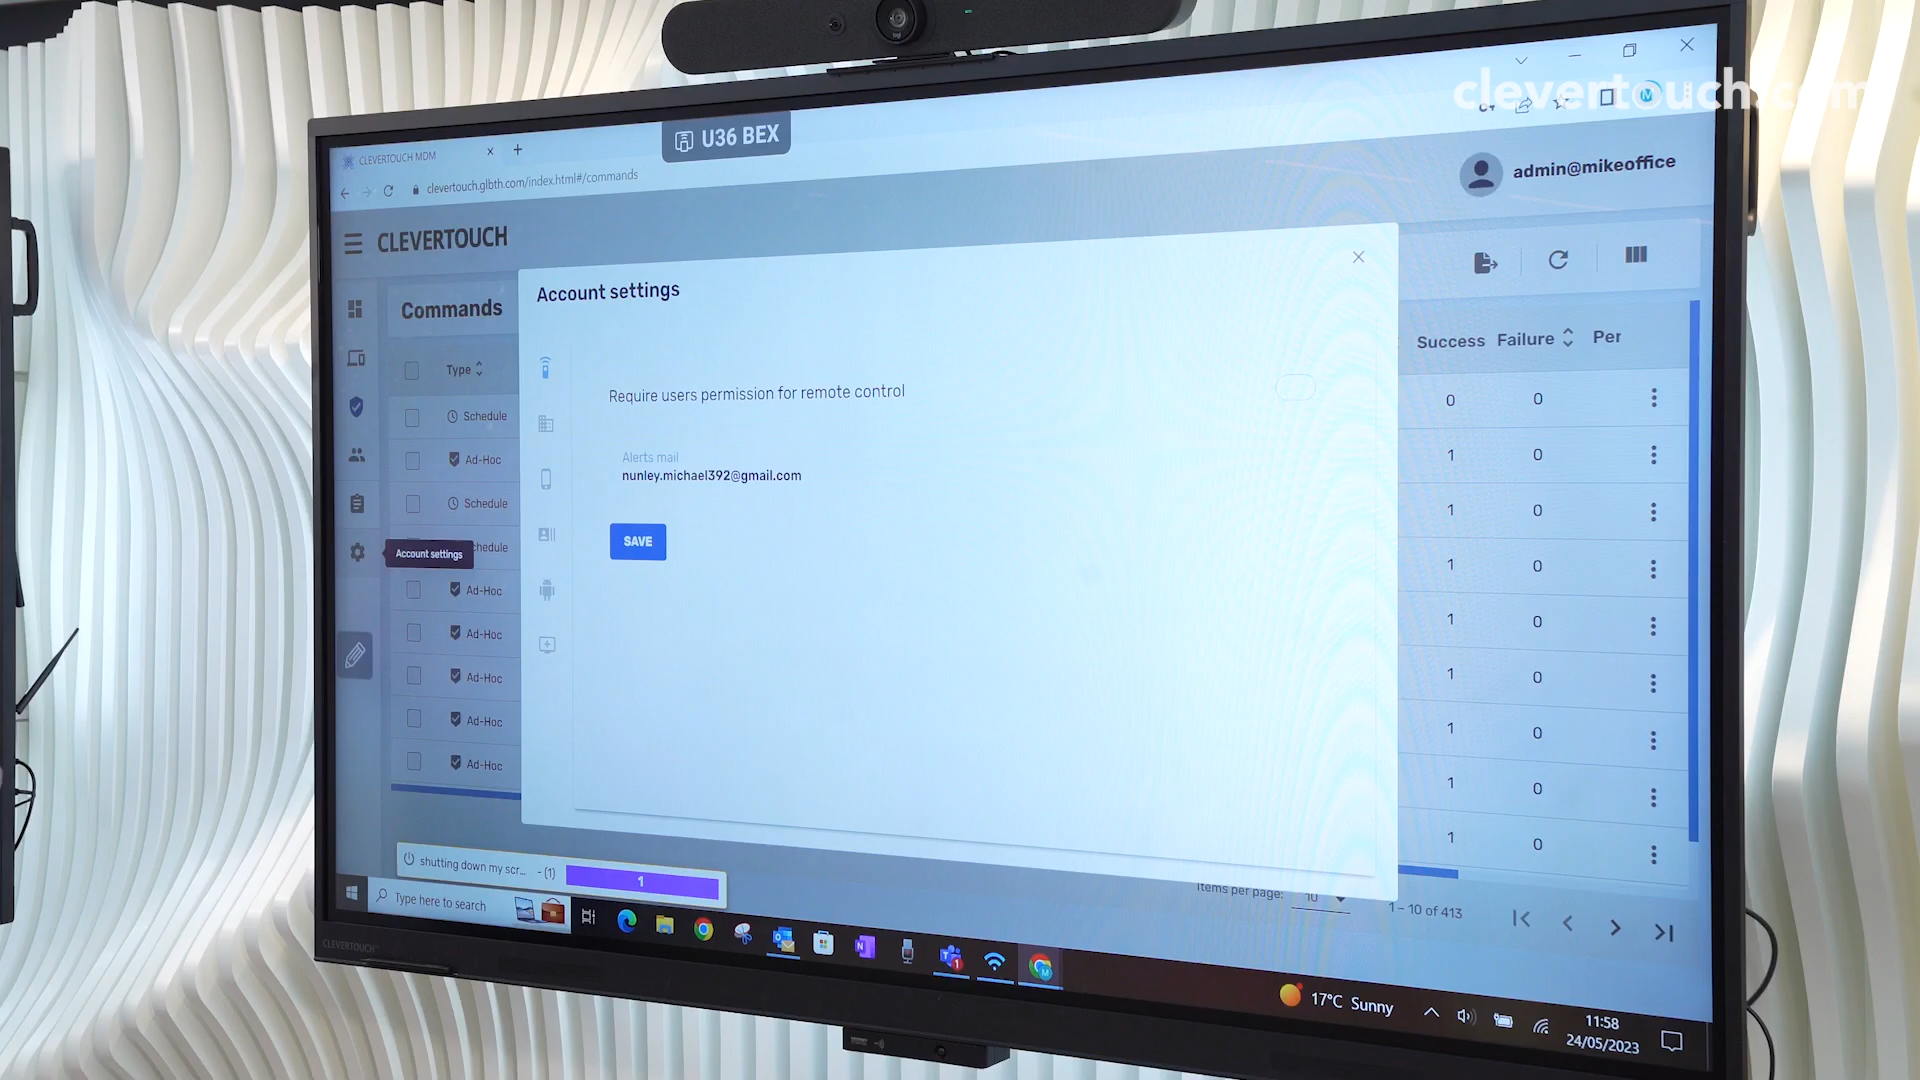 clevertouch.com
CLEVERTOUCH MDM
U36 BEX
clevertouch.glbth.com/index.html#/commands
admin@mikeoffice
CLEVERTOUCH
Commands
Account settings
Success Failure Per
Type
Require users permission for remote control
0 0
Schedule
1 0
Alerts mail
nunley.michael392@gmail.com
Ad-Hoc
Schedule
1 0
SAVE
Account settings
hedule
1 0
Ad-Hoc
1 0
Ad-Hoc
1 0
Ad-Hoc
1 0
Ad-Hoc
1 0
Ad-Hoc
1 0
shutting down my scr... - (1) 1
Items per page: 10 1 – 10 of 413
Type here to search
17°C Sunny
11:58
24/05/2023
CLEVERTOUCH